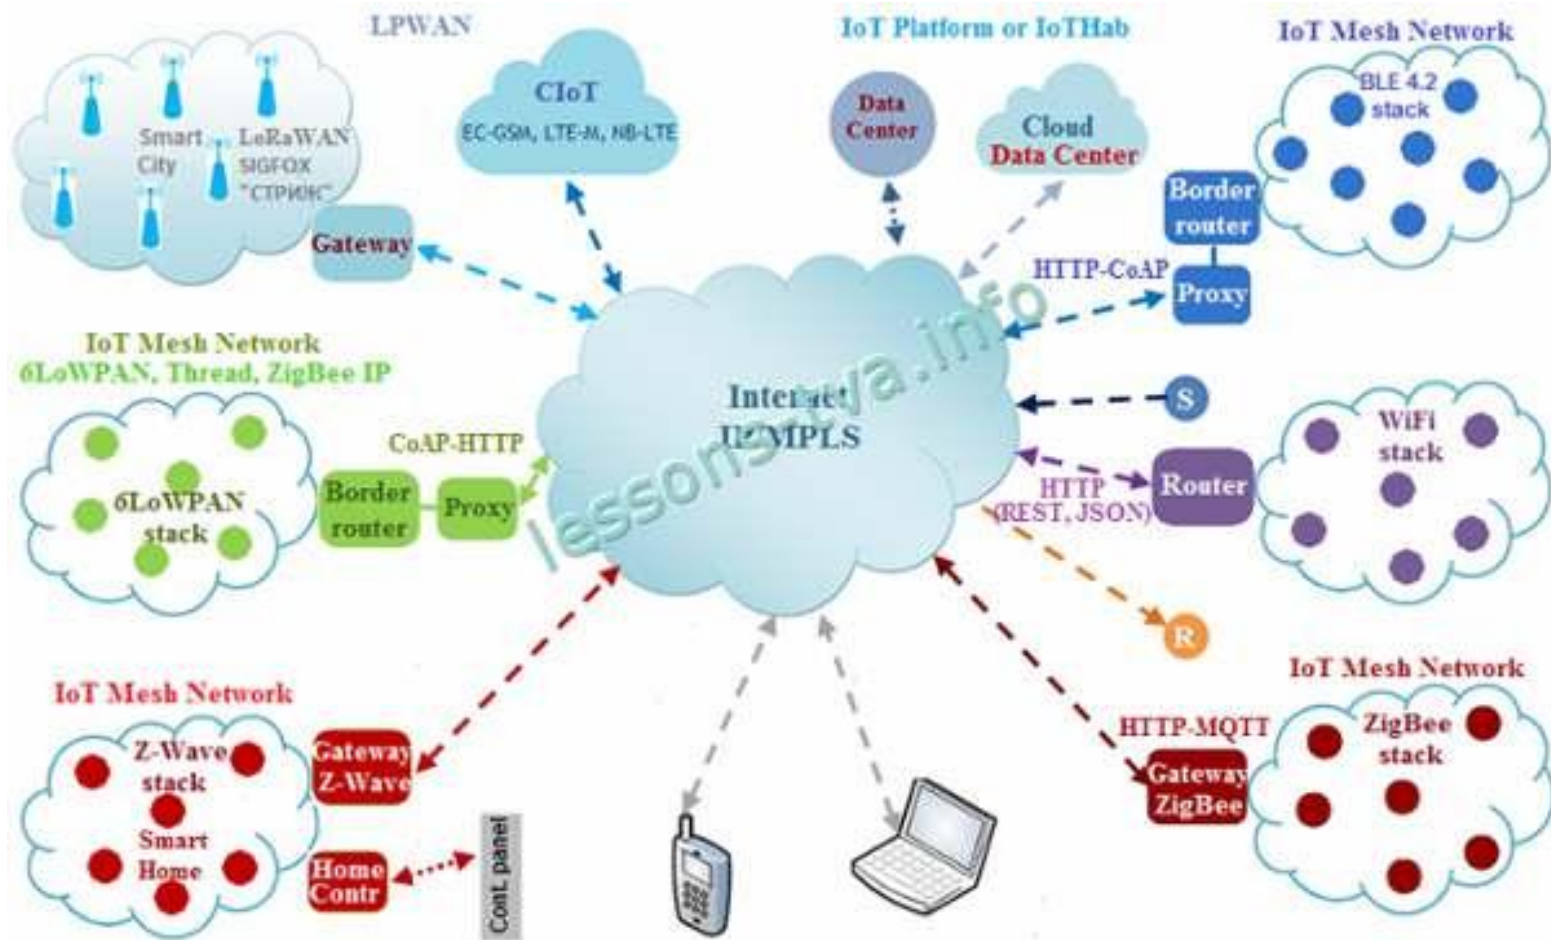 LPWAN
Smart
City
LoRaWAN
SIGFOX
"СТРИЖ"
Gateway
CIoT
EC-GSM, LTE-M, NB-LTE
IoT Platform or IoTHab
Data
Center
Cloud
Data Center
IoT Mesh Network
BLE 4.2
stack
Border
router
HTTP-CoAP
Proxy
IoT Mesh Network
6LoWPAN, Thread, ZigBee IP
6LoWPAN
stack
Border
router
CoAP-HTTP
Proxy
Internet
MPLS
S
WiFi
stack
Router
HTTP
(REST, JSON)
R
IoT Mesh Network
Z-Wave
stack
Smart
Home
Gateway
Z-Wave
Home
Contr
Cont. panel
IoT Mesh Network
HTTP-MQTT
Gateway
ZigBee
ZigBee
stack